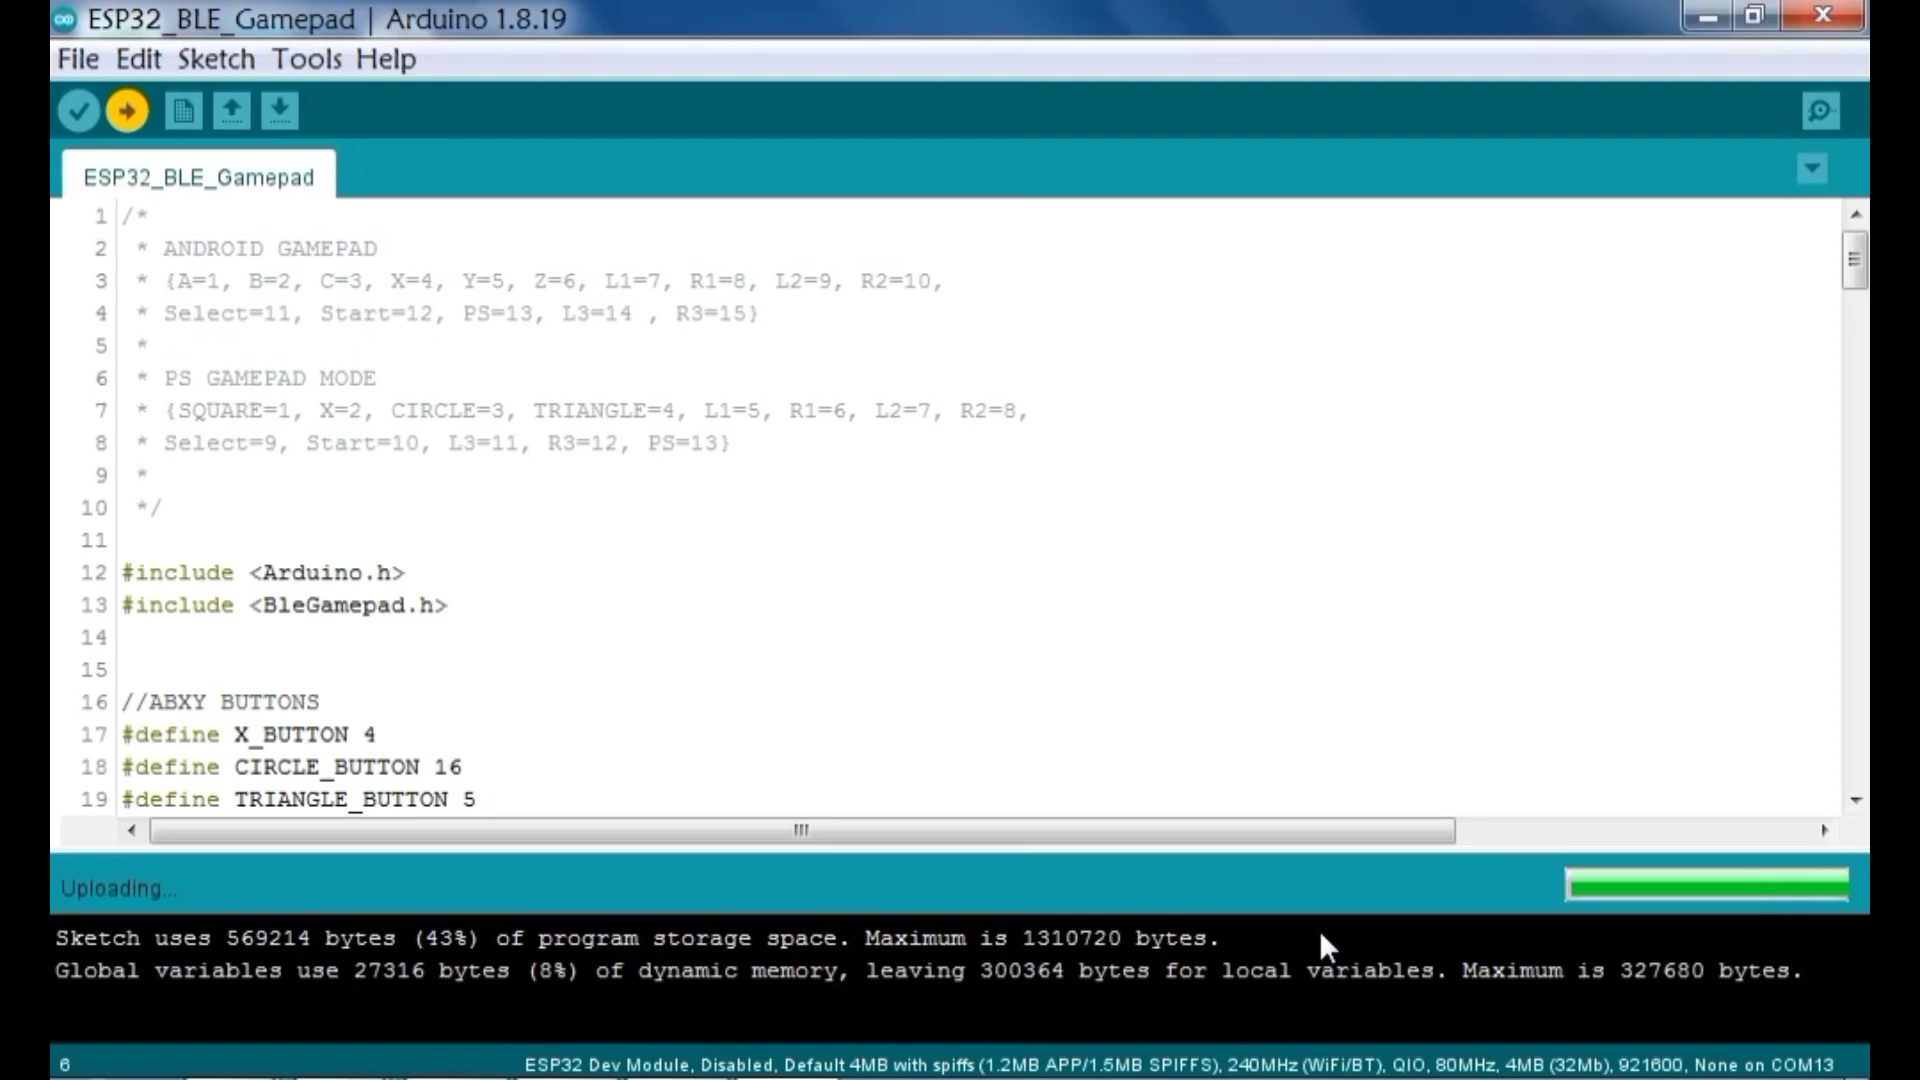 ESP32_BLE_Gamepad | Arduino 1.8.19
File Edit Sketch Tools Help
ESP32_BLE_Gamepad
1 /*
2 * ANDROID GAMEPAD
3 * {A=1, B=2, C=3, X=4, Y=5, Z=6, L1=7, R1=8, L2=9, R2=10,
4 * Select=11, Start=12, PS=13, L3=14 , R3=15}
5 *
6 * PS GAMEPAD MODE
7 * {SQUARE=1, X=2, CIRCLE=3, TRIANGLE=4, L1=5, R1=6, L2=7, R2=8,
8 * Select=9, Start=10, L3=11, R3=12, PS=13}
9 *
10 */
11
12 #include <Arduino.h>
13 #include <BleGamepad.h>
14
15
16 //ABXY BUTTONS
17 #define X_BUTTON 4
18 #define CIRCLE_BUTTON 16
19 #define TRIANGLE_BUTTON 5
Uploading...
Sketch uses 569214 bytes (43%) of program storage space. Maximum is 1310720 bytes.
Global variables use 27316 bytes (8%) of dynamic memory, leaving 300364 bytes for local variables. Maximum is 327680 bytes.
6 ESP32 Dev Module, Disabled, Default 4MB with spiffs (1.2MB APP/1.5MB SPIFFS), 240MHz (WiFi/BT), QIO, 80MHz, 4MB (32Mb), 921600, None on COM13